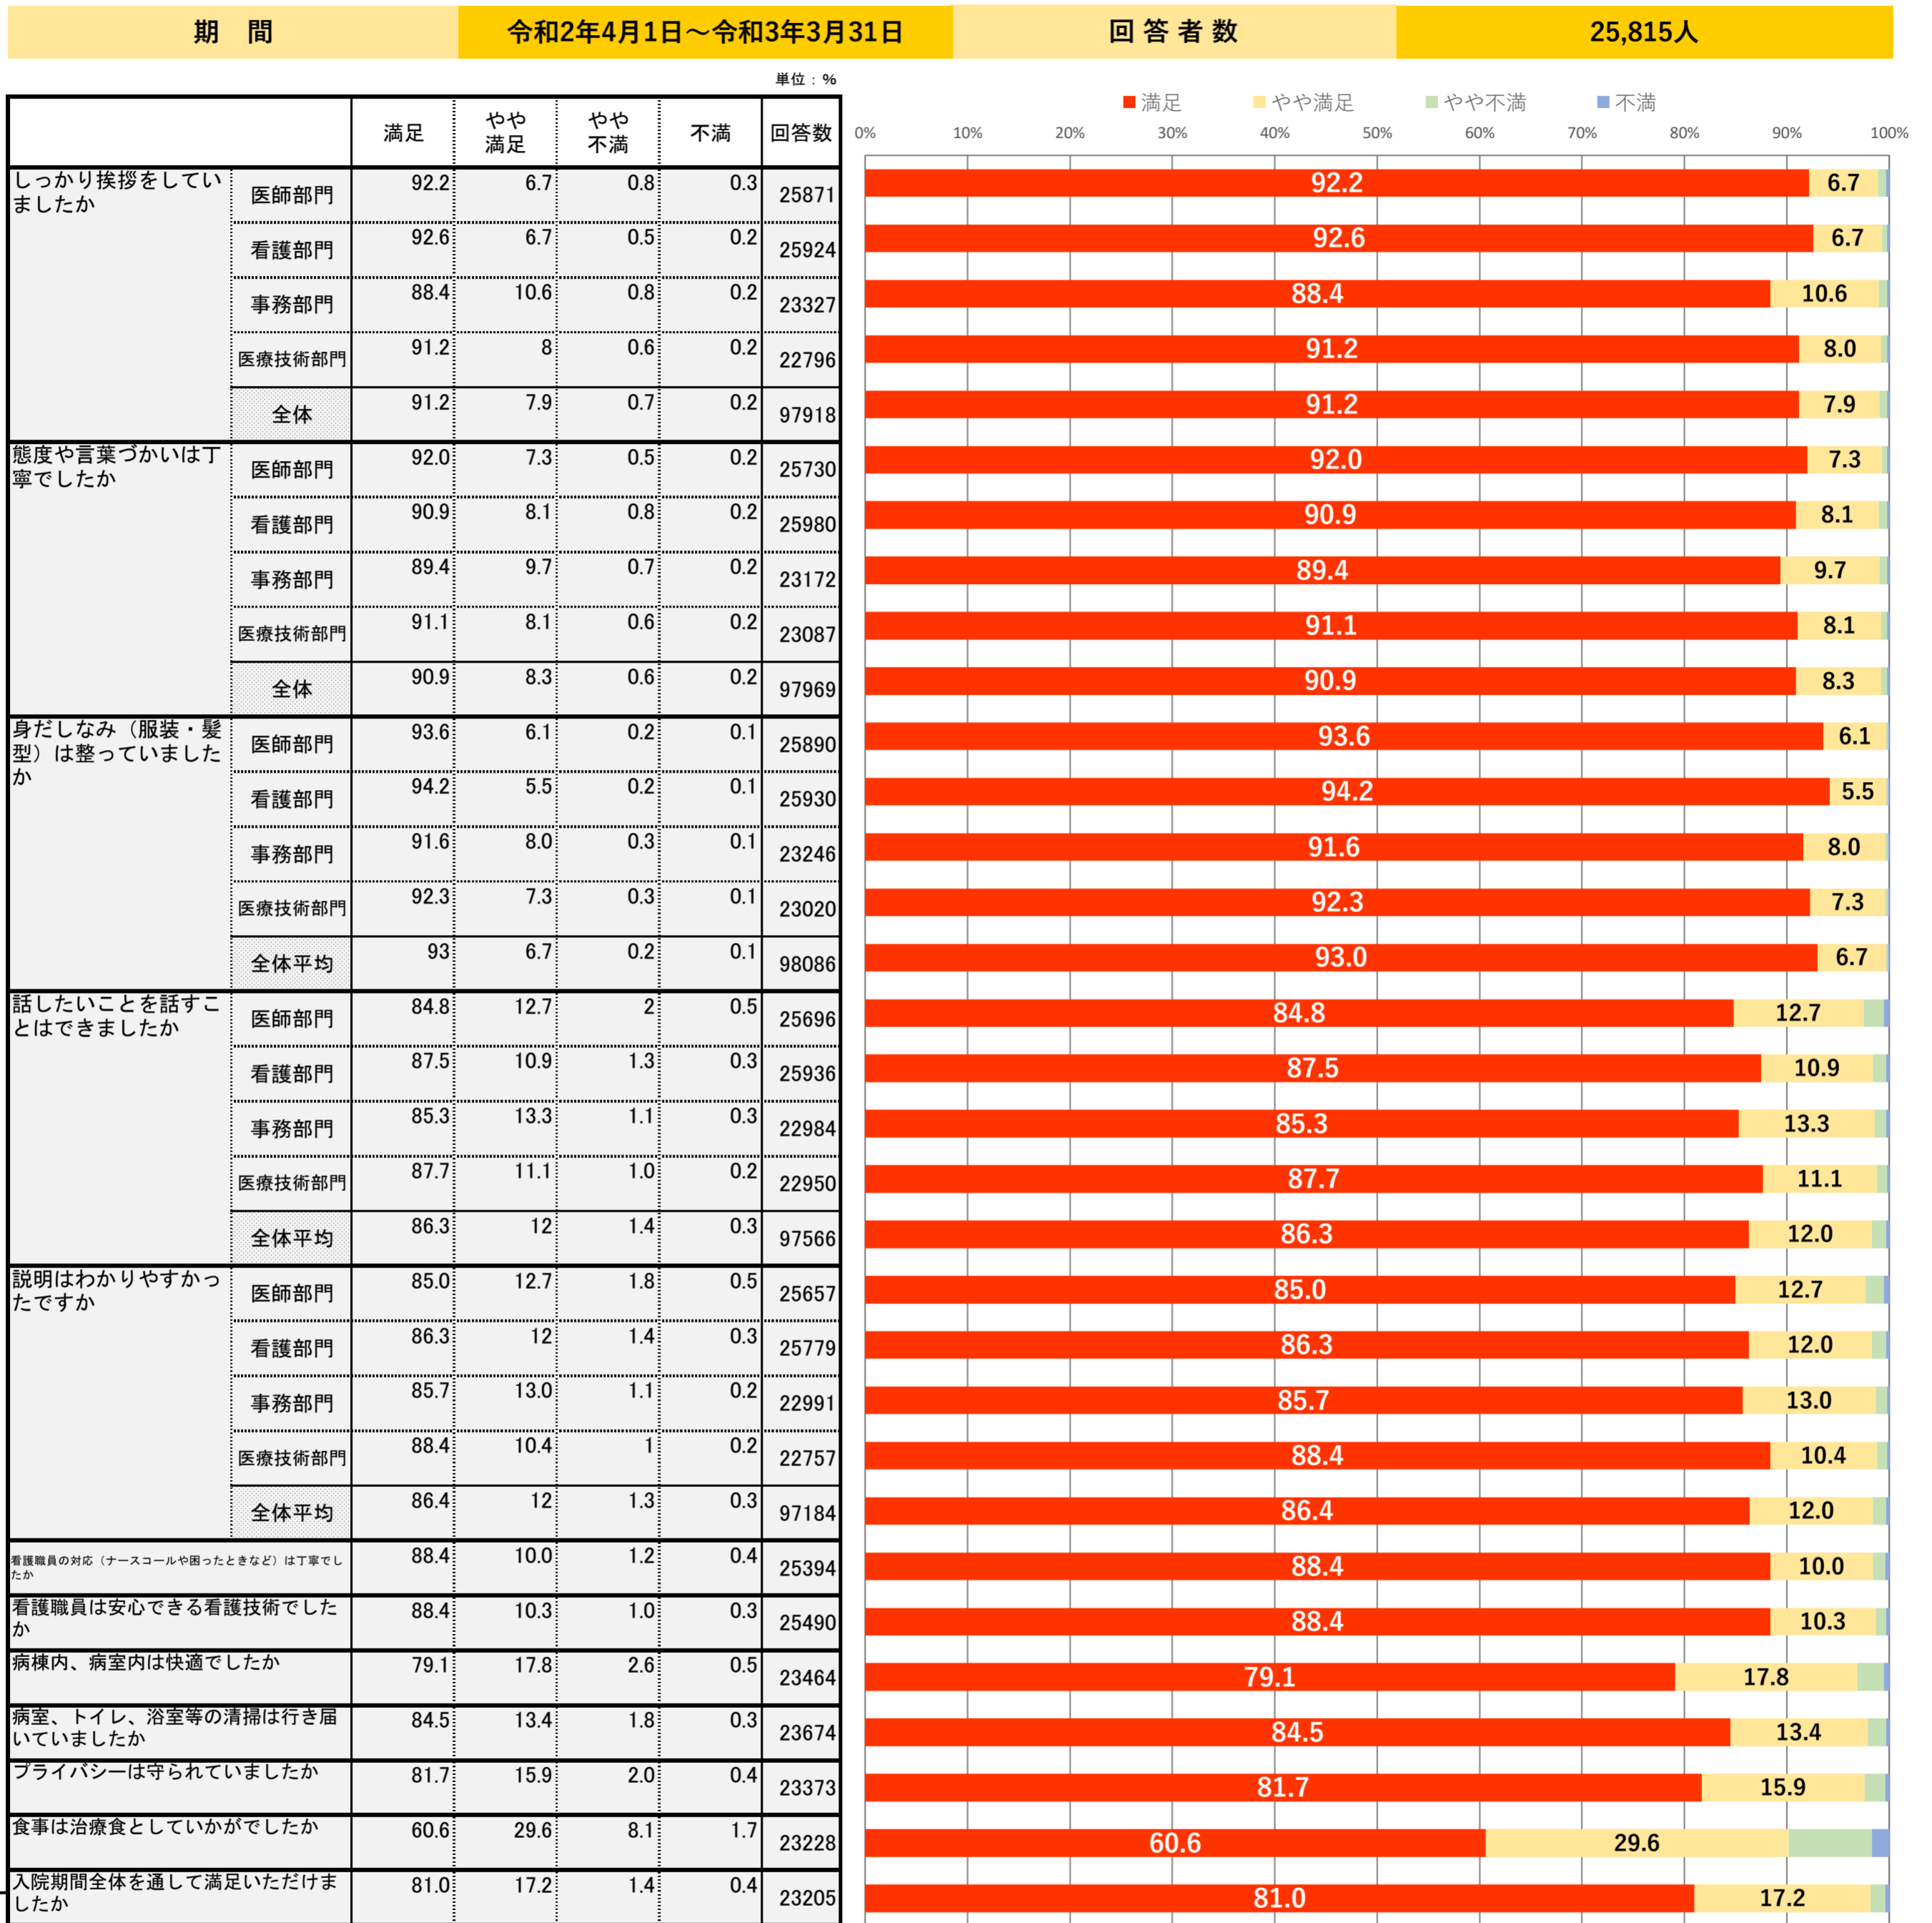 期　間 令和2年4月1日～令和3年3月31日 回 答 者 数 25,815人
単位：%
満足 やや満足 やや不満 不満 回答数
満足 やや満足 やや不満 不満
0% 10% 20% 30% 40% 50% 60% 70% 80% 90% 100%
しっかり挨拶をしていましたか
医師部門 92.2 6.7 0.8 0.3 25871 92.2 6.7
看護部門 92.6 6.7 0.5 0.2 25924 92.6 6.7
事務部門 88.4 10.6 0.8 0.2 23327 88.4 10.6
医療技術部門 91.2 8 0.6 0.2 22796 91.2 8.0
全体 91.2 7.9 0.7 0.2 97918 91.2 7.9
態度や言葉づかいは丁寧でしたか
医師部門 92.0 7.3 0.5 0.2 25730 92.0 7.3
看護部門 90.9 8.1 0.8 0.2 25980 90.9 8.1
事務部門 89.4 9.7 0.7 0.2 23172 89.4 9.7
医療技術部門 91.1 8.1 0.6 0.2 23087 91.1 8.1
全体 90.9 8.3 0.6 0.2 97969 90.9 8.3
身だしなみ（服装・髪型）は整っていましたか
医師部門 93.6 6.1 0.2 0.1 25890 93.6 6.1
看護部門 94.2 5.5 0.2 0.1 25930 94.2 5.5
事務部門 91.6 8.0 0.3 0.1 23246 91.6 8.0
医療技術部門 92.3 7.3 0.3 0.1 23020 92.3 7.3
全体平均 93 6.7 0.2 0.1 98086 93.0 6.7
話したいことを話すことはできましたか
医師部門 84.8 12.7 2 0.5 25696 84.8 12.7
看護部門 87.5 10.9 1.3 0.3 25936 87.5 10.9
事務部門 85.3 13.3 1.1 0.3 22984 85.3 13.3
医療技術部門 87.7 11.1 1.0 0.2 22950 87.7 11.1
全体平均 86.3 12 1.4 0.3 97566 86.3 12.0
説明はわかりやすかったですか
医師部門 85.0 12.7 1.8 0.5 25657 85.0 12.7
看護部門 86.3 12 1.4 0.3 25779 86.3 12.0
事務部門 85.7 13.0 1.1 0.2 22991 85.7 13.0
医療技術部門 88.4 10.4 1 0.2 22757 88.4 10.4
全体平均 86.4 12 1.3 0.3 97184 86.4 12.0
看護職員の対応（ナースコールや困ったときなど）は丁寧でしたか 88.4 10.0 1.2 0.4 25394 88.4 10.0
看護職員は安心できる看護技術でしたか 88.4 10.3 1.0 0.3 25490 88.4 10.3
病棟内、病室内は快適でしたか 79.1 17.8 2.6 0.5 23464 79.1 17.8
病室、トイレ、浴室等の清掃は行き届いていましたか 84.5 13.4 1.8 0.3 23674 84.5 13.4
プライバシーは守られていましたか 81.7 15.9 2.0 0.4 23373 81.7 15.9
食事は治療食としていかがでしたか 60.6 29.6 8.1 1.7 23228 60.6 29.6
入院期間全体を通して満足いただけましたか 81.0 17.2 1.4 0.4 23205 81.0 17.2